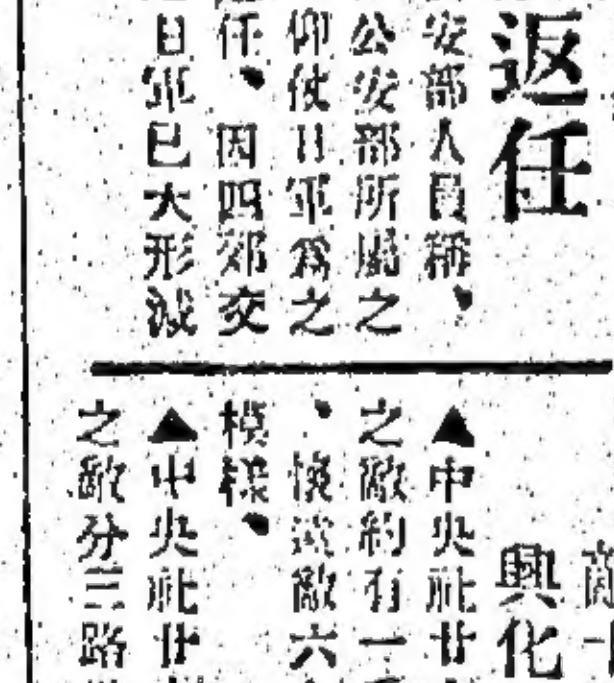 返任
安部人員稱、
公安部所屬之
仰仗日軍爲之
任、因四郊交
日軍已大形減
興化
▲中央社廿
之敵約有一
、懷遠敵六
模樣、
▲中央社廿
之敵分三路